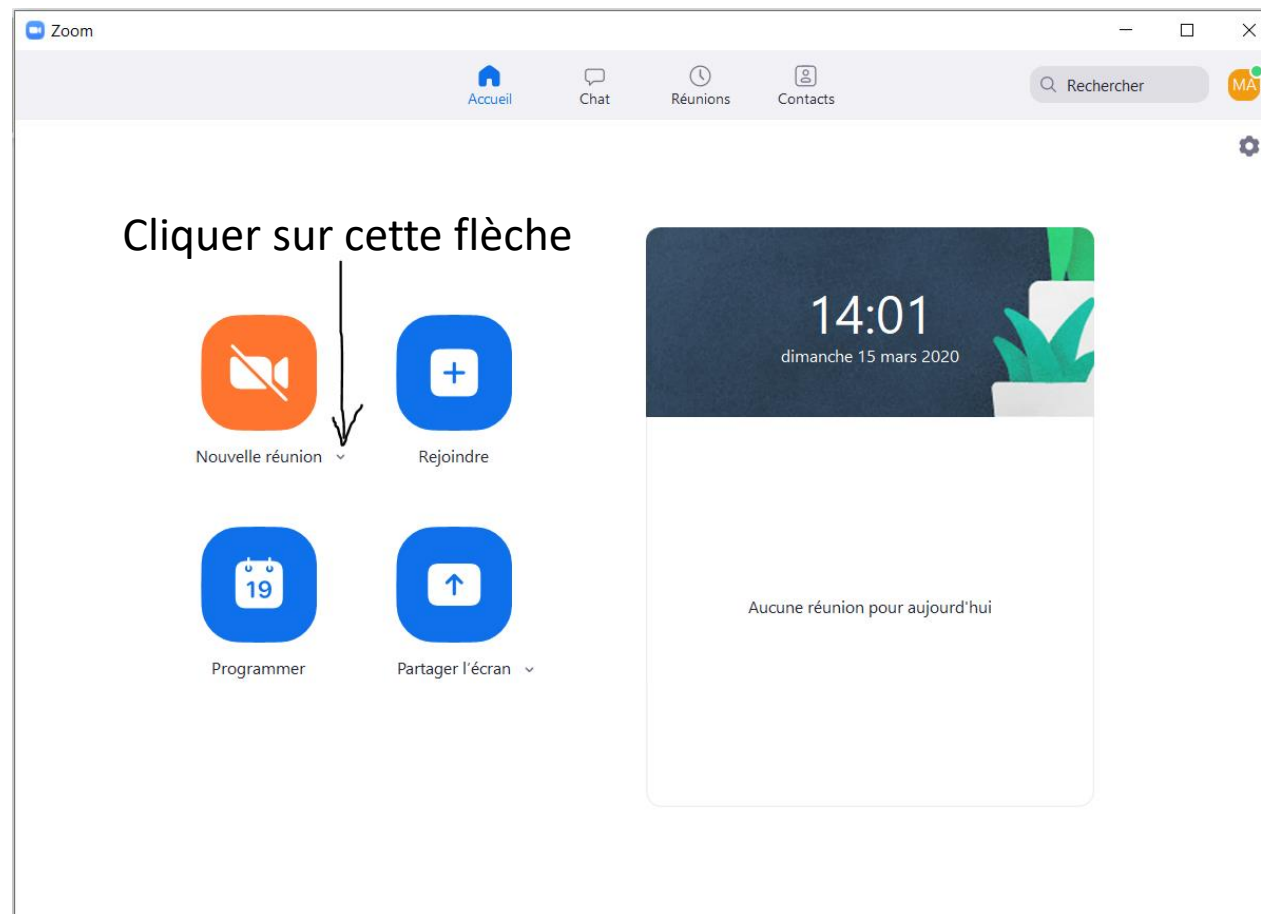 Zoom
Accueil
Chat
Réunions
Contacts
Rechercher
MA
Cliquer sur cette flèche
14:01
dimanche 15 mars 2020
Nouvelle réunion
Rejoindre
19
Programmer
Partager l'écran
Aucune réunion pour aujourd'hui